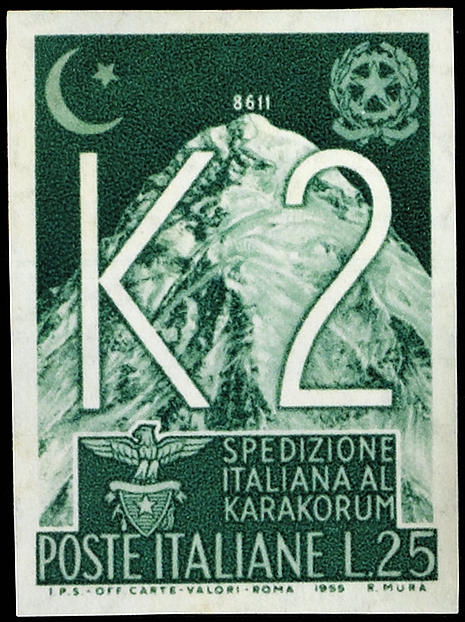 8611
K2
SPEDIZIONE
ITALIANA AL
KARAKORUM
POSTE ITALIANE L.25
I.P.S. - OFF. CARTE - VALORI - ROMA 1955 R. MURA